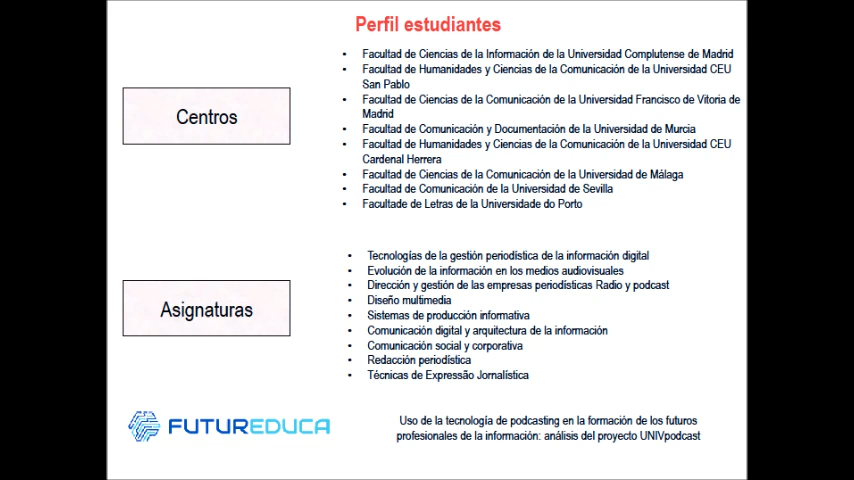 Perfil estudiantes
Centros
• Facultad de Ciencias de la Información de la Universidad Complutense de Madrid
• Facultad de Humanidades y Ciencias de la Comunicación de la Universidad CEU
San Pablo
• Facultad de Ciencias de la Comunicación de la Universidad Francisco de Vitoria de
Madrid
• Facultad de Comunicación y Documentación de la Universidad de Murcia
• Facultad de Humanidades y Ciencias de la Comunicación de la Universidad CEU
Cardenal Herrera
• Facultad de Ciencias de la Comunicación de la Universidad de Málaga
• Facultad de Comunicación de la Universidad de Sevilla
• Facultade de Letras de la Universidade do Porto
Asignaturas
• Tecnologías de la gestión periodística de la información digital
• Evolución de la información en los medios audiovisuales
• Dirección y gestión de las empresas periodísticas Radio y podcast
• Diseño multimedia
• Sistemas de producción informativa
• Comunicación digital y arquitectura de la información
• Comunicación social y corporativa
• Redacción periodística
• Técnicas de Expressão Jornalística
FUTUREDUCA
Uso de la tecnología de podcasting en la formación de los futuros
profesionales de la información: análisis del proyecto UNIVpodcast